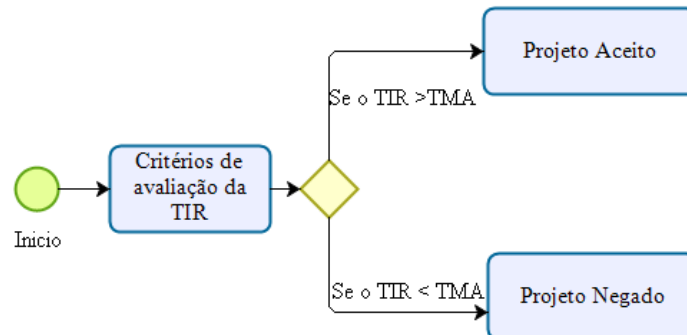 Projeto Aceito
Se o TIR >TMA
Critérios de
avaliação da
TIR
Inicio
Se o TIR < TMA
Projeto Negado